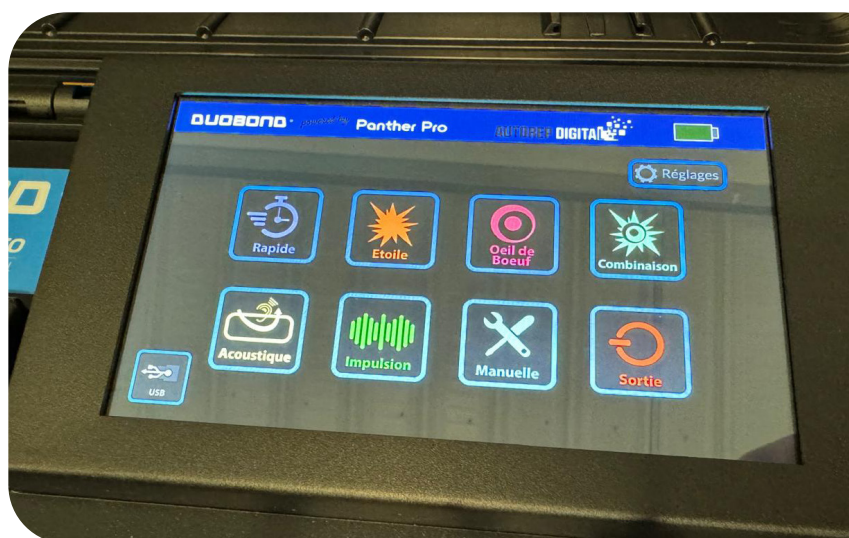 DUOBOND
Panther Pro
DIGITAL
Réglages
Rapide
Etoile
Oeil de
Boeuf
Combinaison
Acoustique
Impulsion
Manuelle
Sortie
USB